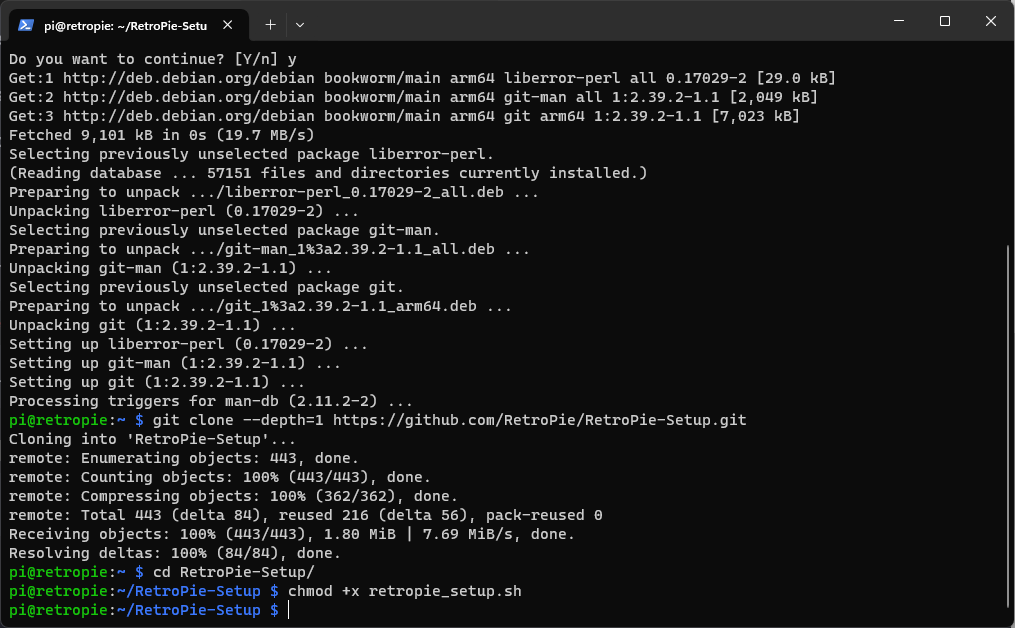 pi@retropie: ~/RetroPie-Setu
Do you want to continue? [Y/n] y
Get:1 http://deb.debian.org/debian bookworm/main arm64 liberror-perl all 0.17029-2 [29.0 kB]
Get:2 http://deb.debian.org/debian bookworm/main arm64 git-man all 1:2.39.2-1.1 [2,049 kB]
Get:3 http://deb.debian.org/debian bookworm/main arm64 git arm64 1:2.39.2-1.1 [7,023 kB]
Fetched 9,101 kB in 0s (19.7 MB/s)
Selecting previously unselected package liberror-perl.
(Reading database ... 57151 files and directories currently installed.)
Preparing to unpack .../liberror-perl_0.17029-2_all.deb ...
Unpacking liberror-perl (0.17029-2) ...
Selecting previously unselected package git-man.
Preparing to unpack .../git-man_1%3a2.39.2-1.1_all.deb ...
Unpacking git-man (1:2.39.2-1.1) ...
Selecting previously unselected package git.
Preparing to unpack .../git_1%3a2.39.2-1.1_arm64.deb ...
Unpacking git (1:2.39.2-1.1) ...
Setting up liberror-perl (0.17029-2) ...
Setting up git-man (1:2.39.2-1.1) ...
Setting up git (1:2.39.2-1.1) ...
Processing triggers for man-db (2.11.2-2) ...
pi@retropie:~ $ git clone --depth=1 https://github.com/RetroPie/RetroPie-Setup.git
Cloning into 'RetroPie-Setup'...
remote: Enumerating objects: 443, done.
remote: Counting objects: 100% (443/443), done.
remote: Compressing objects: 100% (362/362), done.
remote: Total 443 (delta 84), reused 216 (delta 56), pack-reused 0
Receiving objects: 100% (443/443), 1.80 MiB | 7.69 MiB/s, done.
Resolving deltas: 100% (84/84), done.
pi@retropie:~ $ cd RetroPie-Setup/
pi@retropie:~/RetroPie-Setup $ chmod +x retropie_setup.sh
pi@retropie:~/RetroPie-Setup $